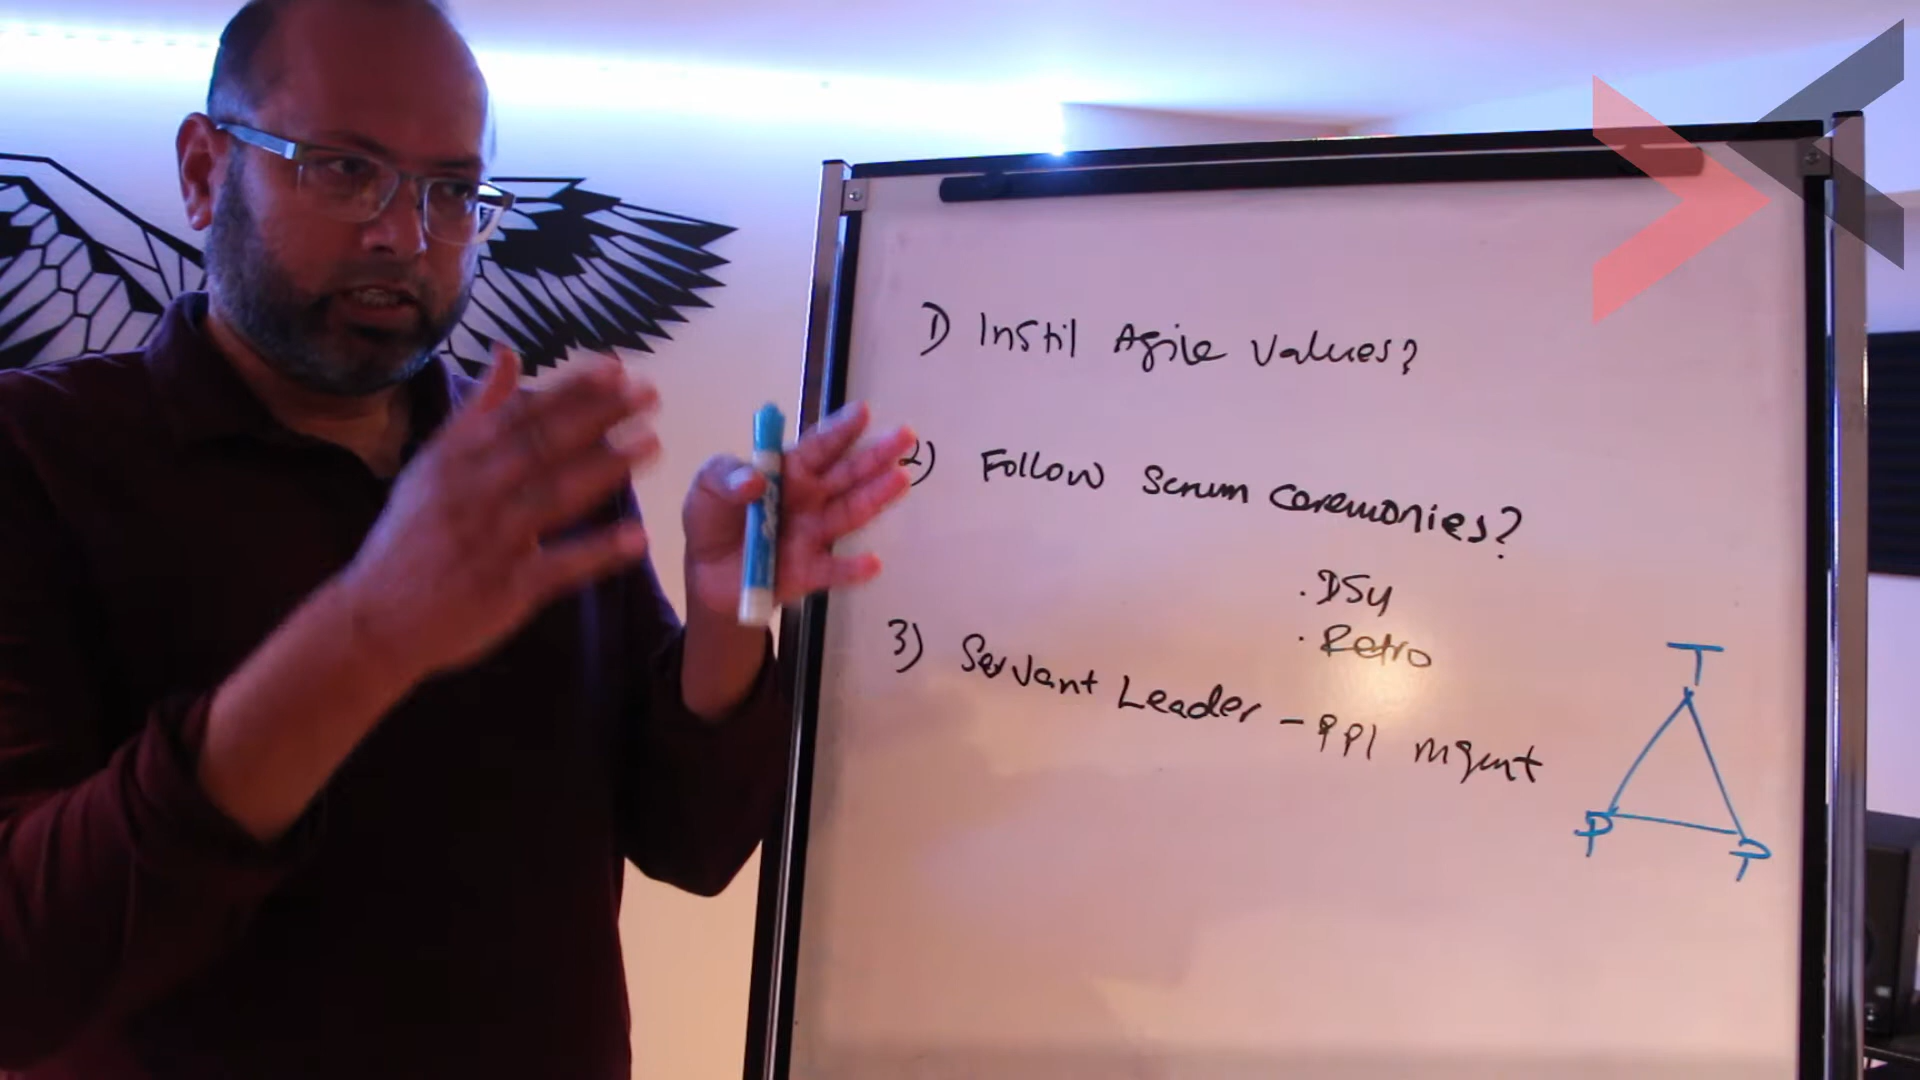 1) Instil Agile Values?
2) Follow Scrum Ceremonies?
. DSU
. Retro
3) Servant Leader - PPl mgmt
T
P P